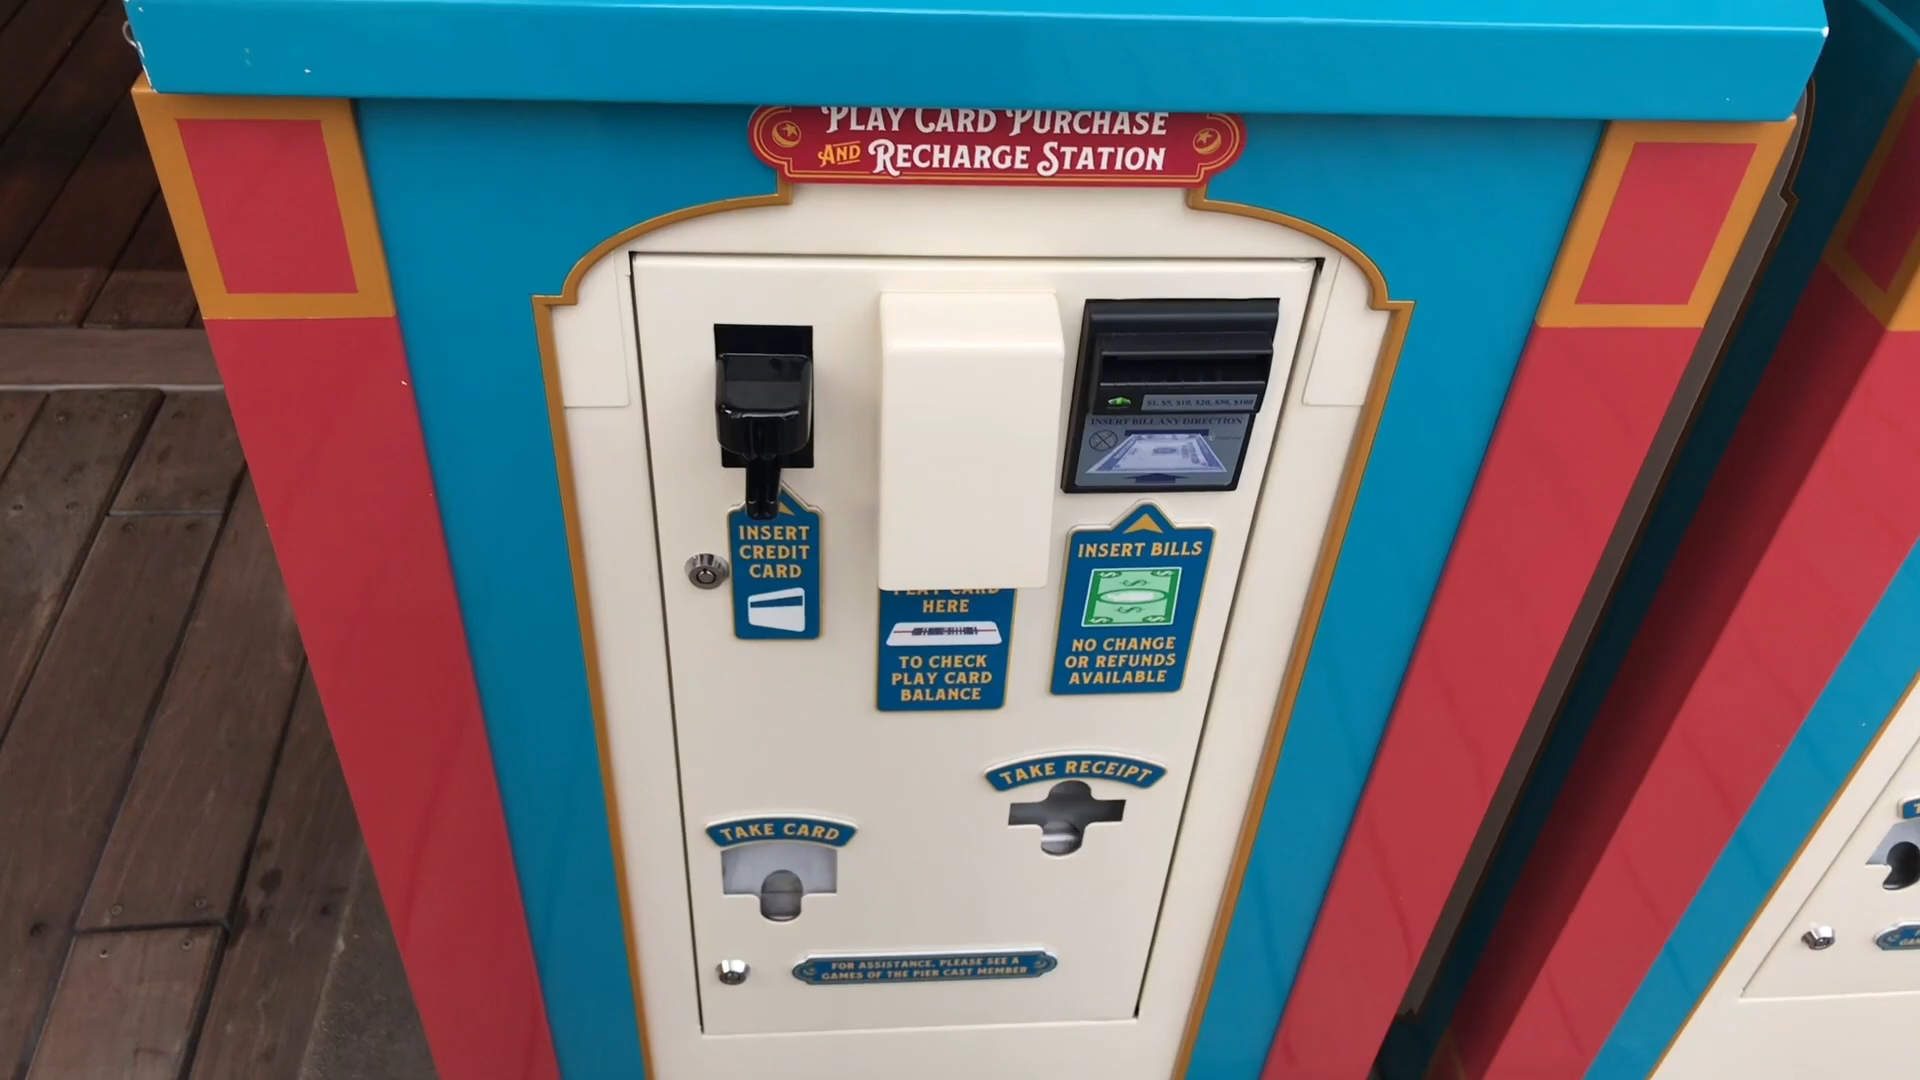 PLAY CARD PURCHASE
AND RECHARGE STATION
$1, $5, $10, $20, $50, $100
INSERT BILL ANY DIRECTION
INSERT
CREDIT
CARD
PLAY CARD
HERE
TO CHECK
PLAY CARD
BALANCE
INSERT BILLS
NO CHANGE
OR REFUNDS
AVAILABLE
TAKE RECEIPT
TAKE CARD
FOR ASSISTANCE, PLEASE SEE A
GAMES OF THE PIER CAST MEMBER